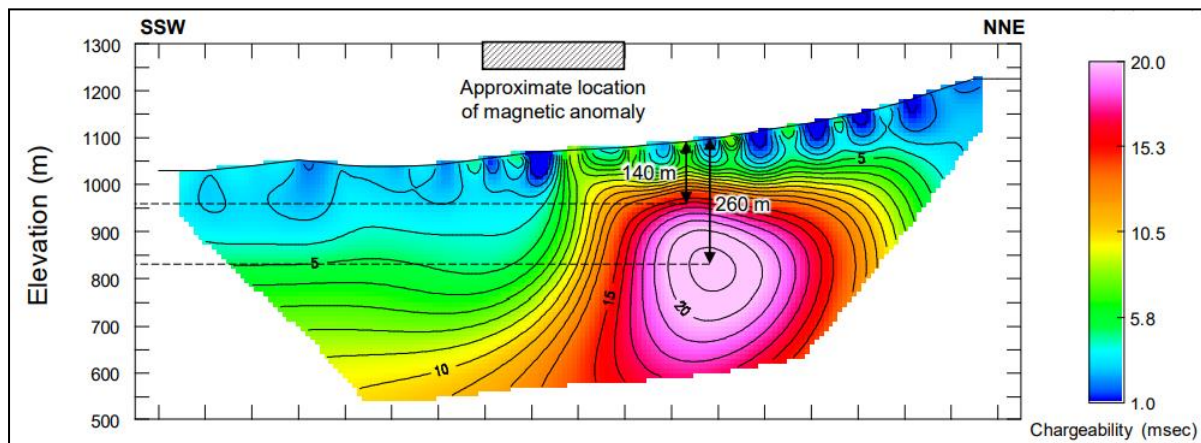 SSW
NNE
1300
1200
1100
1000
900
800
700
600
500
Elevation (m)
Approximate location
of magnetic anomaly
140 m
260 m
5
5
10
15
20
20.0
15.3
10.5
5.8
1.0
Chargeability (msec)